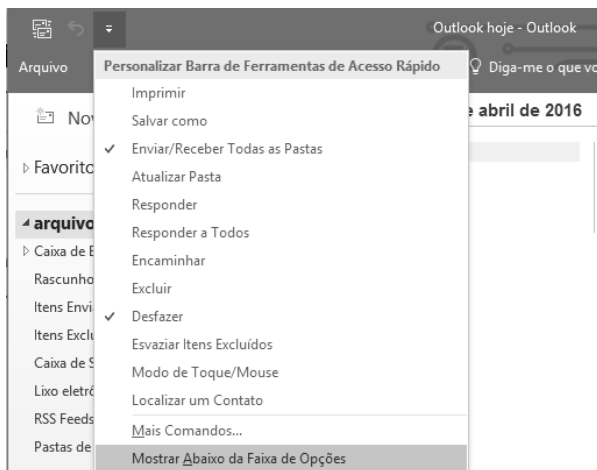 Outlook hoje - Outlook
Arquivo
Diga-me o que vo
Personalizar Barra de Ferramentas de Acesso Rápido
Imprimir
Salvar como
Enviar/Receber Todas as Pastas
Atualizar Pasta
Responder
Responder a Todos
Encaminhar
Excluir
Desfazer
Esvaziar Itens Excluídos
Modo de Toque/Mouse
Localizar um Contato
Mais Comandos...
Mostrar Abaixo da Faixa de Opções
e abril de 2016
Nov
Favorito
arquivo
Caixa de E
Rascunho
Itens Envi
Itens Exclu
Caixa de S
Lixo eletrô
RSS Feeds
Pastas de